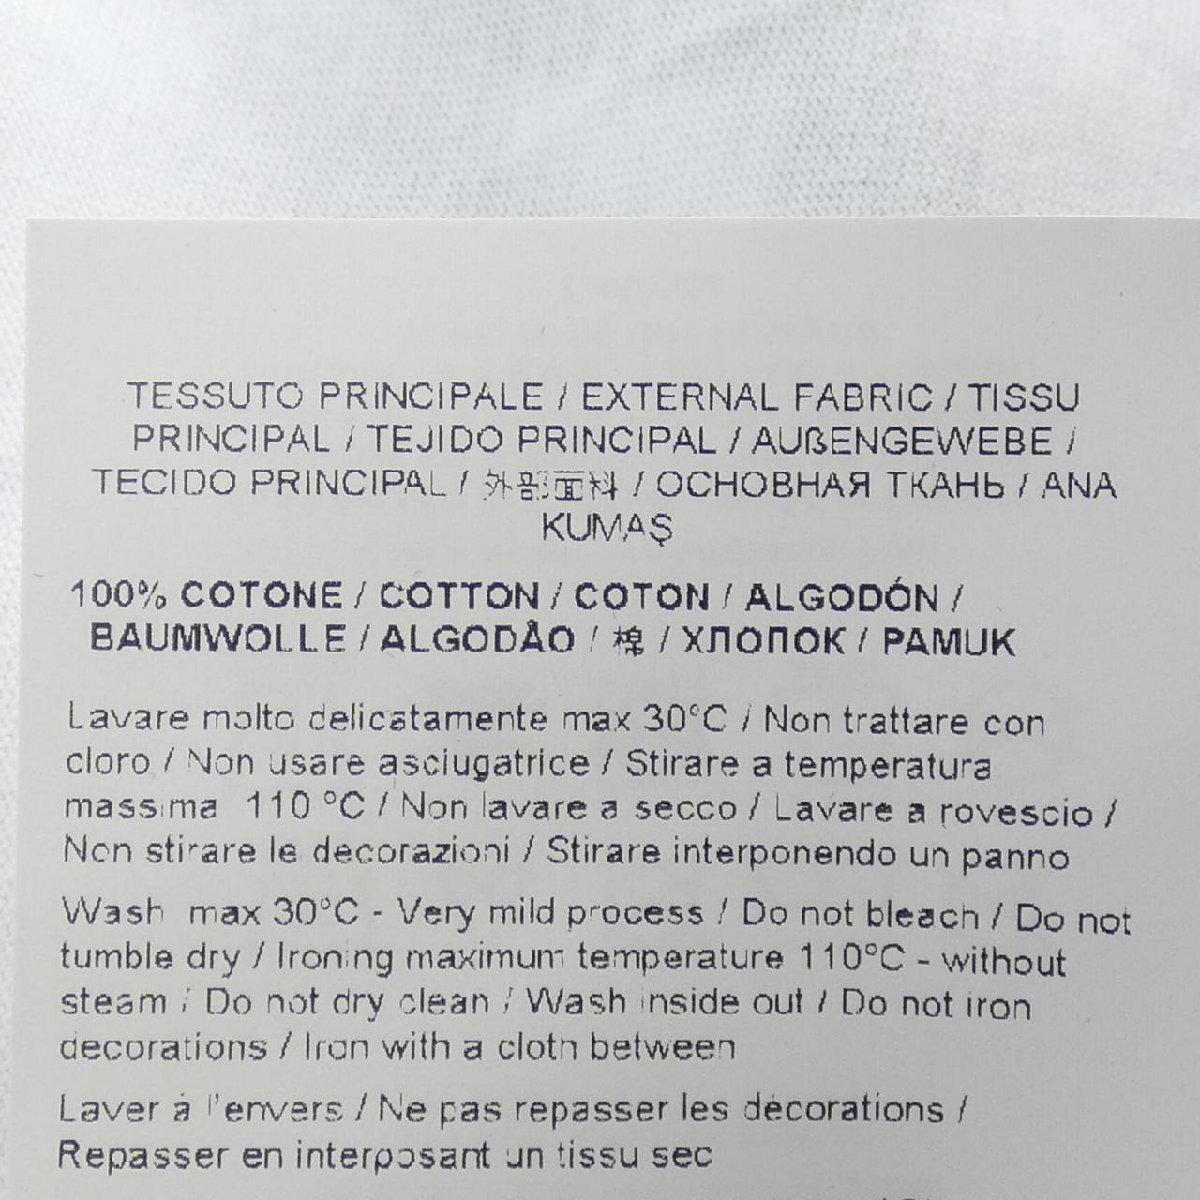 TESSUTO PRINCIPALE / EXTERNAL FABRIC / TISSU
PRINCIPAL / TEJIDO PRINCIPAL / AUßENGEWEBE /
TECIDO PRINCIPAL / 外部面料 / ОСНОВНАЯ ТКАНЬ / ANA
KUMAŞ
100% COTONE / COTTON / COTON / ALGODÓN /
BAUMWOLLE / ALGODÃO / 棉 / ХЛОПОК / PAMUK
Lavare molto delicatamente max 30°C / Non trattare con
cloro / Non usare asciugatrice / Stirare a temperatura
massima 110 °C / Non lavare a secco / Lavare a rovescio /
Non stirare le decorazioni / Stirare interponendo un panno
Wash max 30°C - Very mild process / Do not bleach / Do not
tumble dry / Ironing maximum temperature 110°C - without
steam / Do not dry clean / Wash inside out / Do not iron
decorations / Iron with a cloth between
Laver à l'envers / Ne pas repasser les décorations /
Repasser en interposant un tissu sec